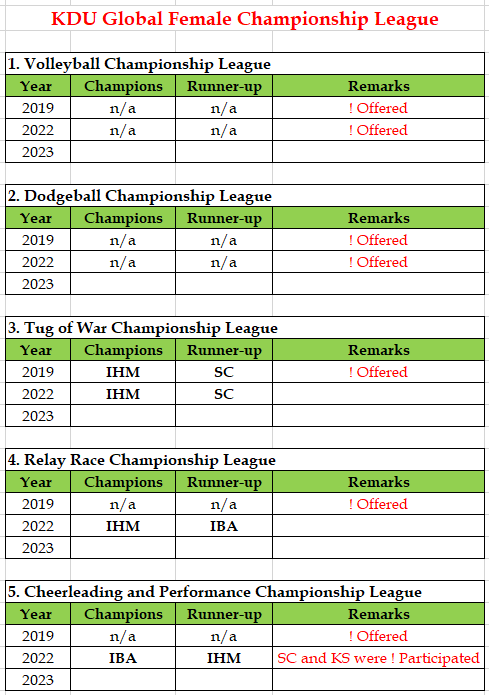 KDU Global Female Championship League
1. Volleyball Championship League
Year Champions Runner-up Remarks
2019 n/a n/a ! Offered
2022 n/a n/a ! Offered
2023
2. Dodgeball Championship League
Year Champions Runner-up Remarks
2019 n/a n/a ! Offered
2022 n/a n/a ! Offered
2023
3. Tug of War Championship League
Year Champions Runner-up Remarks
2019 IHM SC ! Offered
2022 IHM SC
2023
4. Relay Race Championship League
Year Champions Runner-up Remarks
2019 n/a n/a ! Offered
2022 IHM IBA
2023
5. Cheerleading and Performance Championship League
Year Champions Runner-up Remarks
2019 n/a n/a ! Offered
2022 IBA IHM SC and KS were ! Participated
2023